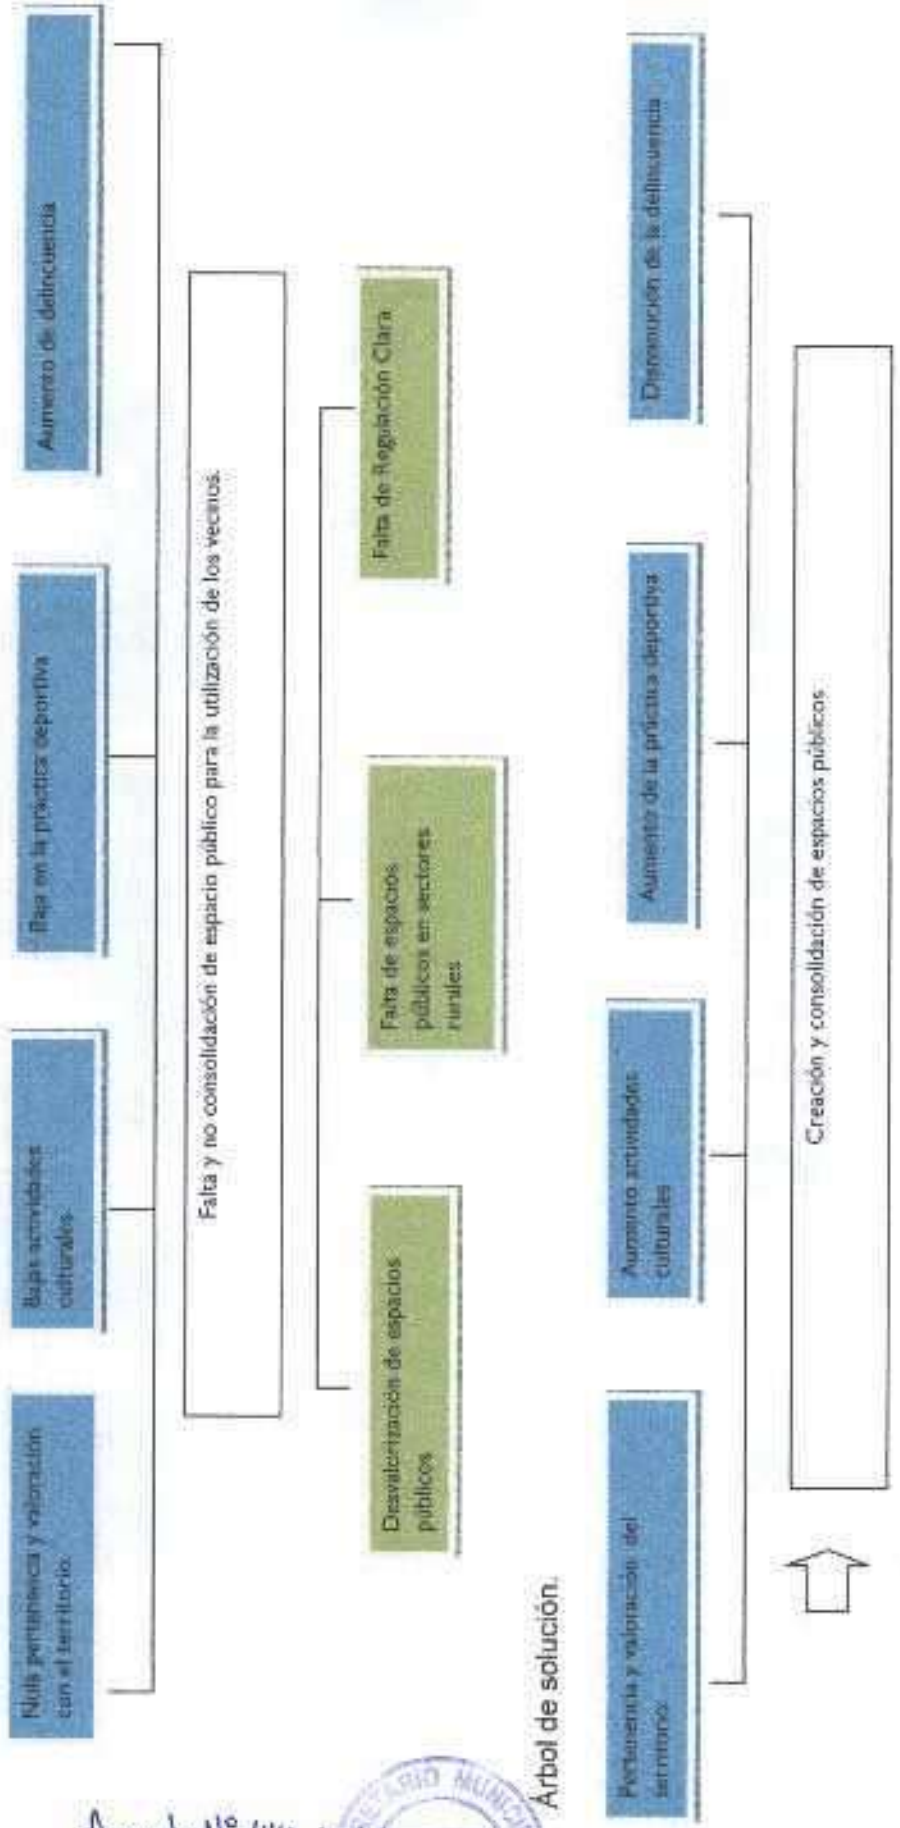 Nula pertenencia y valoración
con el territorio.
Bajas actividades
culturales
Baja en la práctica deportiva
Aumento de delincuencia
Falta y no consolidación de espacio público para la utilización de los vecinos.
Desvalorización de espacios
públicos
Falta de espacios
públicos en sectores
rurales
Falta de Regulación Clara
Árbol de solución.
Pertenencia y valoración del
territorio.
Aumento actividades
culturales
Aumento de la práctica deportiva
Disminución de la delincuencia
Creación y consolidación de espacios públicos